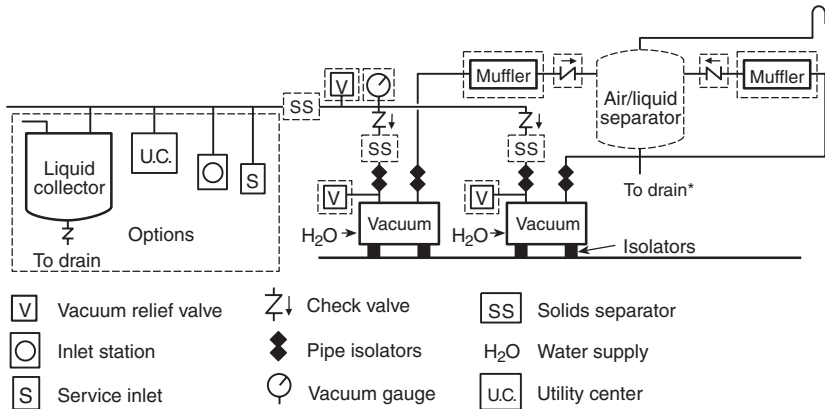 Muffler
Air/liquid
separator
Muffler
V
SS
Liquid
collector
U.C.
S
SS
SS
V
V
To drain*
Vacuum
Vacuum
H₂O
H₂O
Isolators
To drain
Options
V Vacuum relief valve
Check valve
SS Solids separator
Inlet station
Pipe isolators
H₂O Water supply
S Service inlet
Vacuum gauge
U.C. Utility center